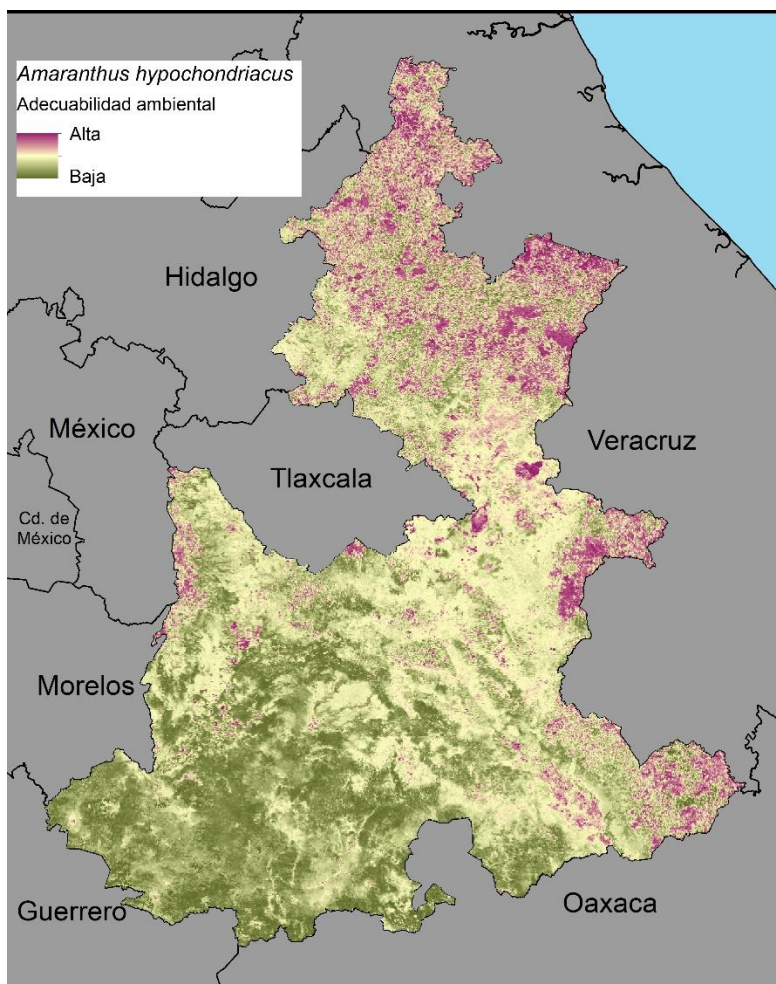 Amaranthus hypochondriacus
Adecuabilidad ambiental
Alta
Baja
Hidalgo
México
Veracruz
Tlaxcala
Cd. de
México
Morelos
Guerrero
Oaxaca